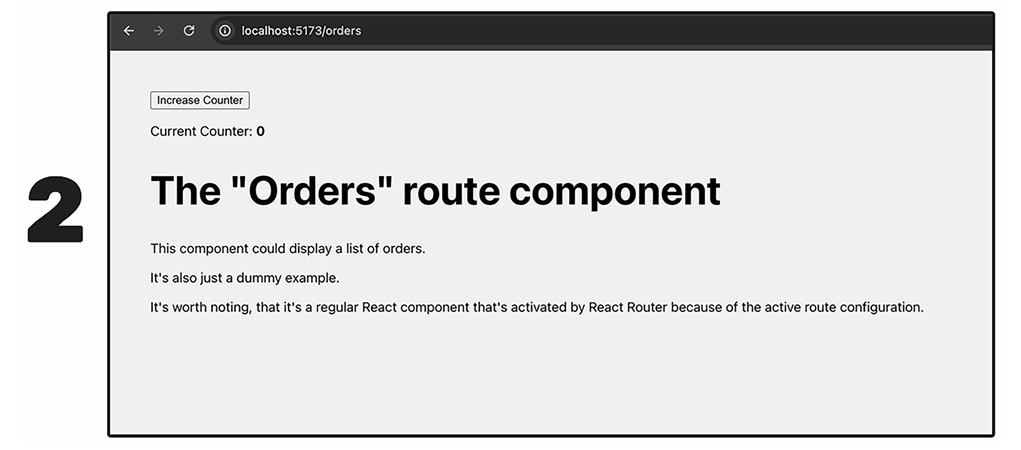 localhost:5173/orders
Increase Counter
Current Counter: 0
2
The "Orders" route component
This component could display a list of orders.
It's also just a dummy example.
It's worth noting, that it's a regular React component that's activated by React Router because of the active route configuration.